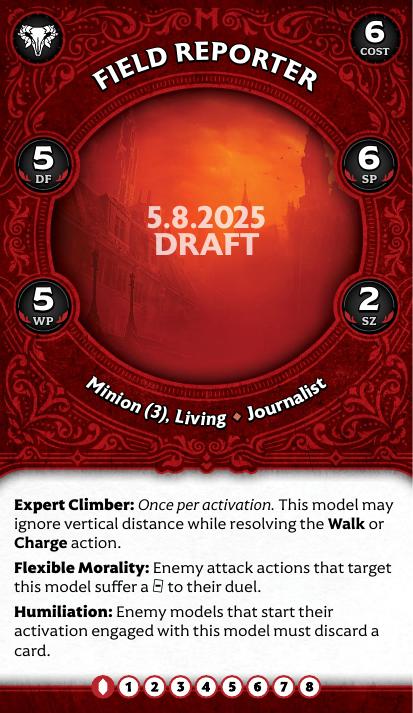 6
COST
FIELD REPORTER
5
DF
6
SP
5.8.2025
DRAFT
5
WP
2
SZ
Minion (3), Living • Journalist
Expert Climber: Once per activation. This model may
ignore vertical distance while resolving the Walk or
Charge action.
Flexible Morality: Enemy attack actions that target
this model suffer a to their duel.
Humiliation: Enemy models that start their
activation engaged with this model must discard a
card.
1 2 3 4 5 6 7 8